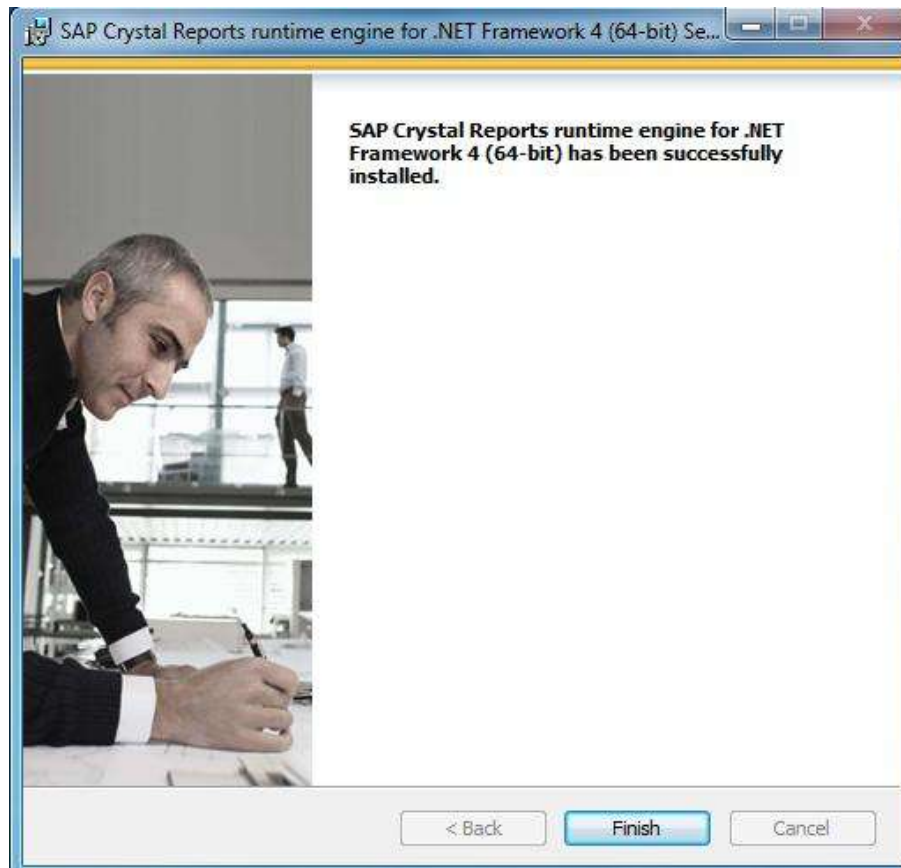 SAP Crystal Reports runtime engine for .NET Framework 4 (64-bit) Se...
SAP Crystal Reports runtime engine for .NET
Framework 4 (64-bit) has been successfully
installed.
< Back
Finish
Cancel